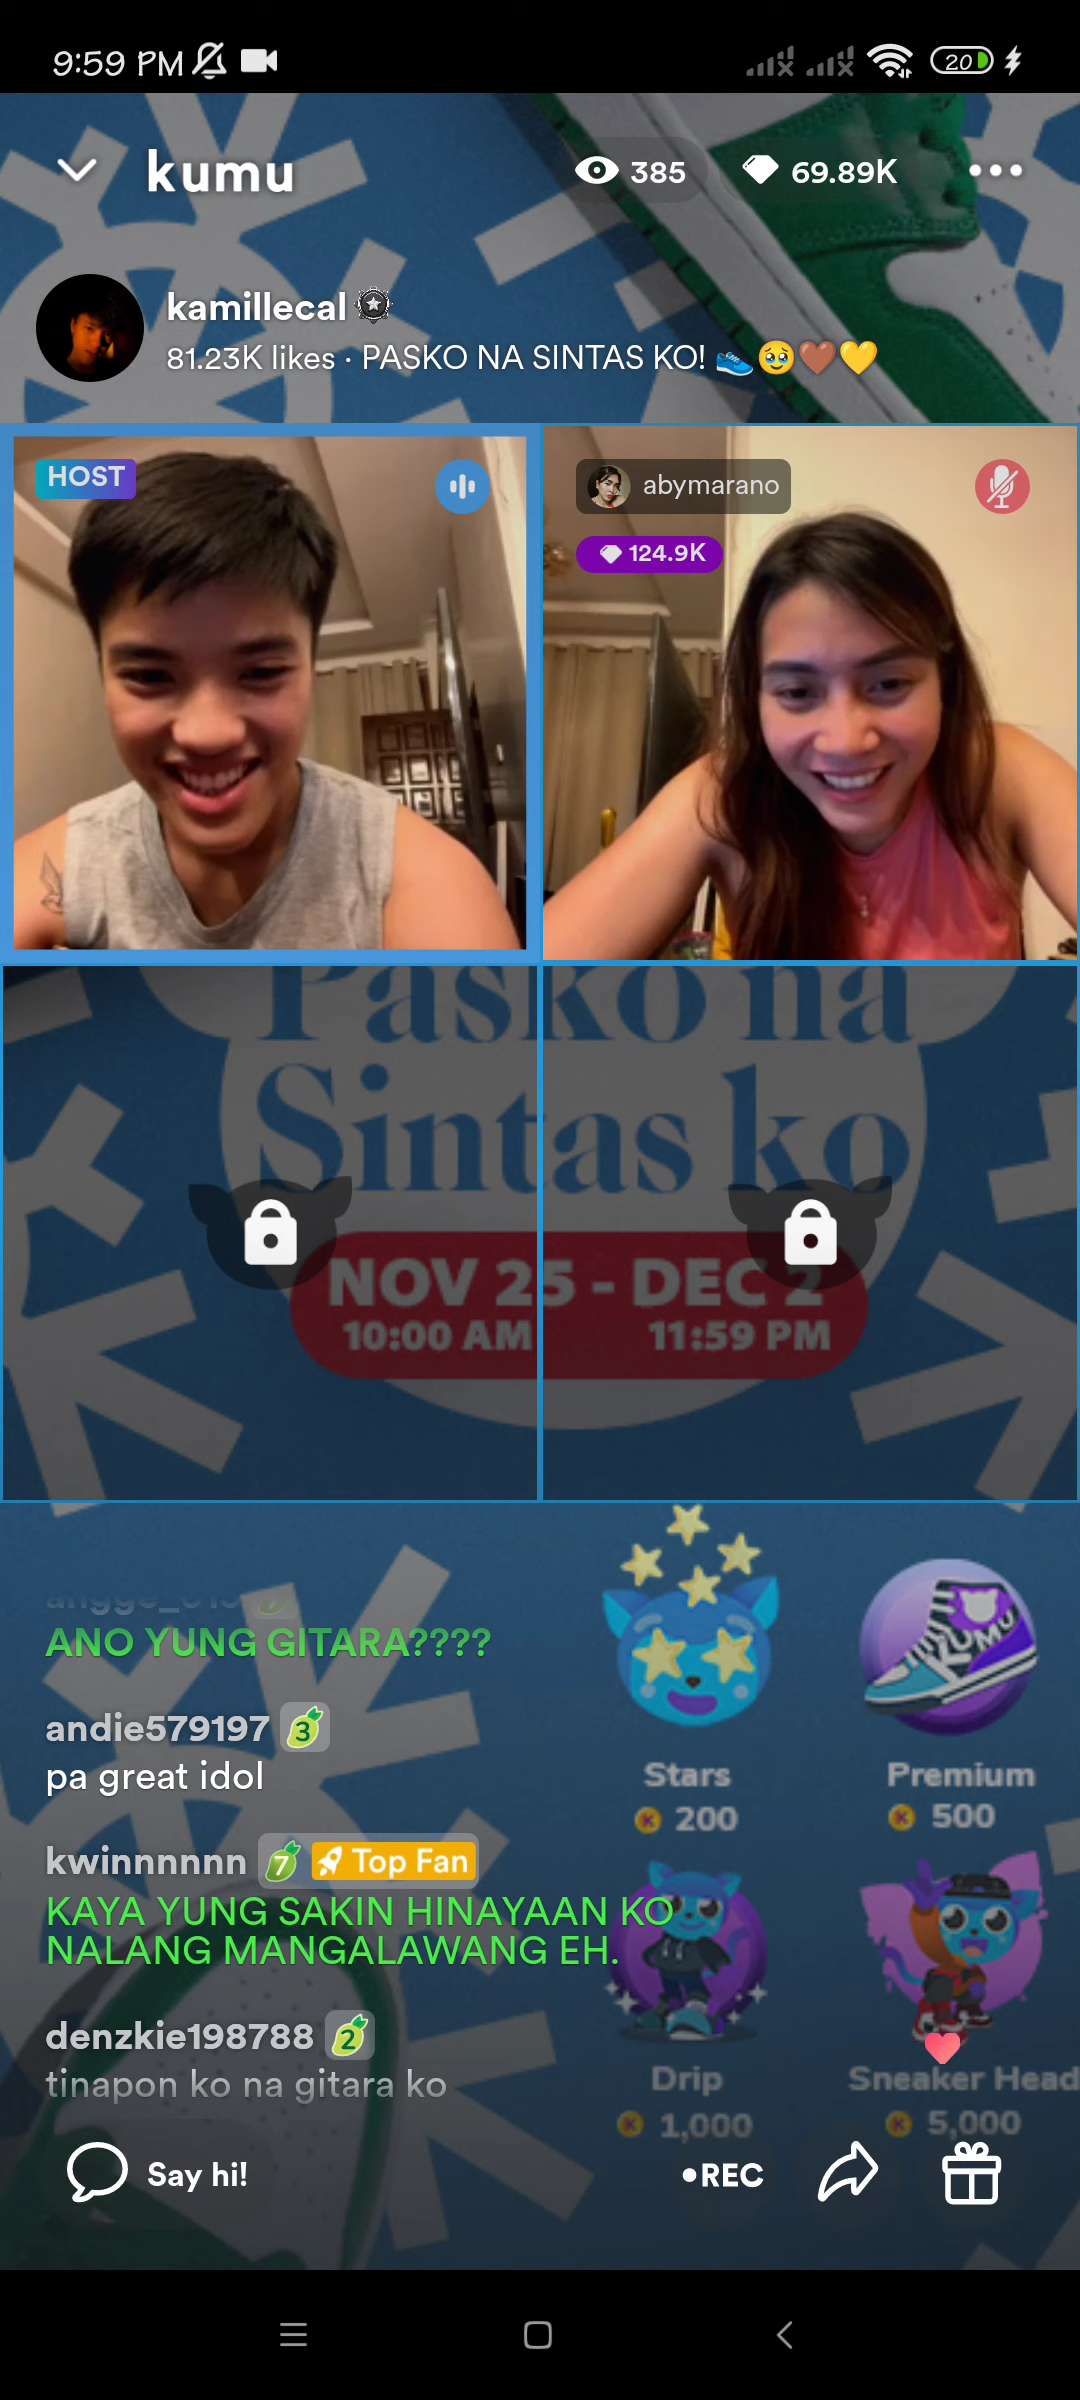 9:59 PM
20
kumu
385
69.89K
kamillecal
81.23K likes · PASKO NA SINTAS KO! 👟🥹🤎💛
HOST
abymarano
124.9K
Pasko na
Sintas ko
NOV 25 - DEC 2
10:00 AM 11:59 PM
ANO YUNG GITARA????
andie579197 3
pa great idol
kwinnnnnn 7 Top Fan
KAYA YUNG SAKIN HINAYAAN KO
NALANG MANGALAWANG EH.
denzkie198788 2
tinapon ko na gitara ko
KUMU
Stars
200
Premium
500
Drip
1,000
Sneaker Head
5,000
Say hi!
•REC